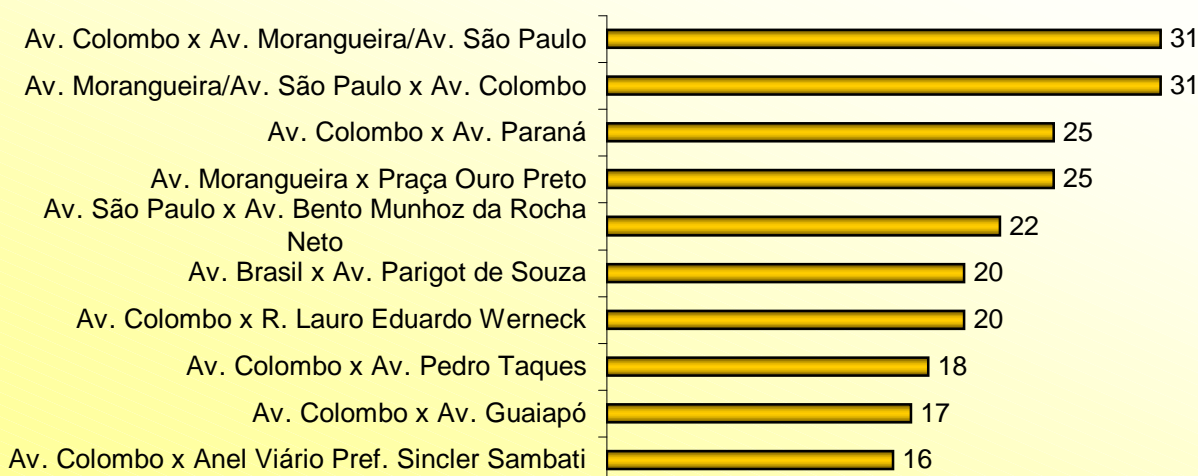 Av. Colombo x Av. Morangueira/Av. São Paulo 31
Av. Morangueira/Av. São Paulo x Av. Colombo 31
Av. Colombo x Av. Paraná 25
Av. Morangueira x Praça Ouro Preto 25
Av. São Paulo x Av. Bento Munhoz da Rocha
Neto 22
Av. Brasil x Av. Parigot de Souza 20
Av. Colombo x R. Lauro Eduardo Werneck 20
Av. Colombo x Av. Pedro Taques 18
Av. Colombo x Av. Guaiapó 17
Av. Colombo x Anel Viário Pref. Sincler Sambati 16